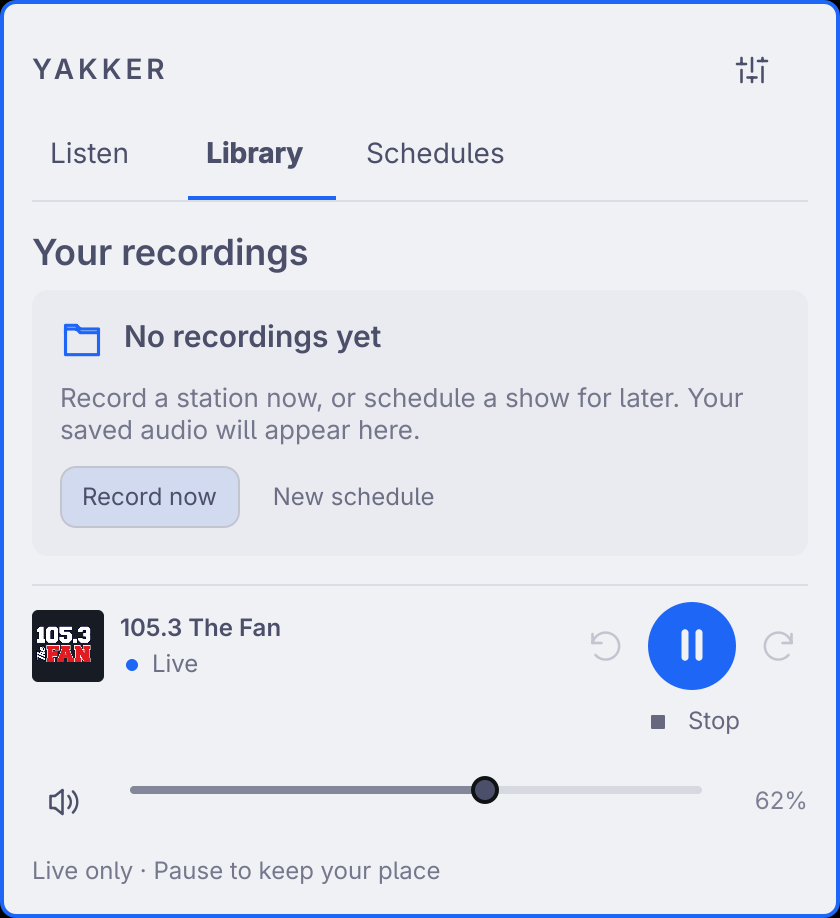 YAKKER
Listen
Library
Schedules
Your recordings
No recordings yet
Record a station now, or schedule a show for later. Your
saved audio will appear here.
Record now
New schedule
105.3
The FAN
105.3 The Fan
Live
Stop
62%
Live only · Pause to keep your place